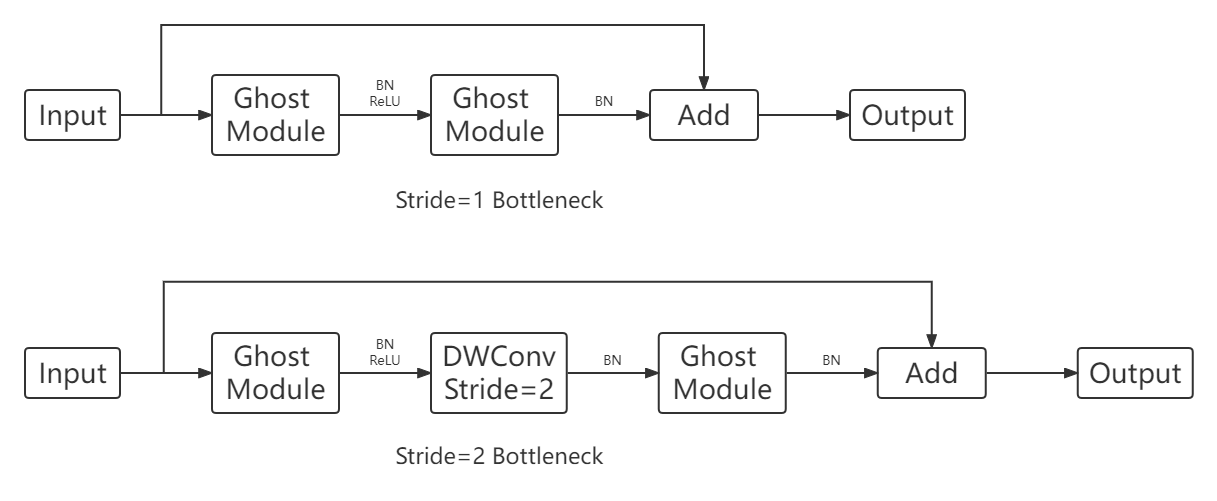 Input
Ghost
Module
BN
ReLU
Ghost
Module
BN
Add
Output
Stride=1 Bottleneck
Input
Ghost
Module
BN
ReLU
DWConv
Stride=2
BN
Ghost
Module
BN
Add
Output
Stride=2 Bottleneck